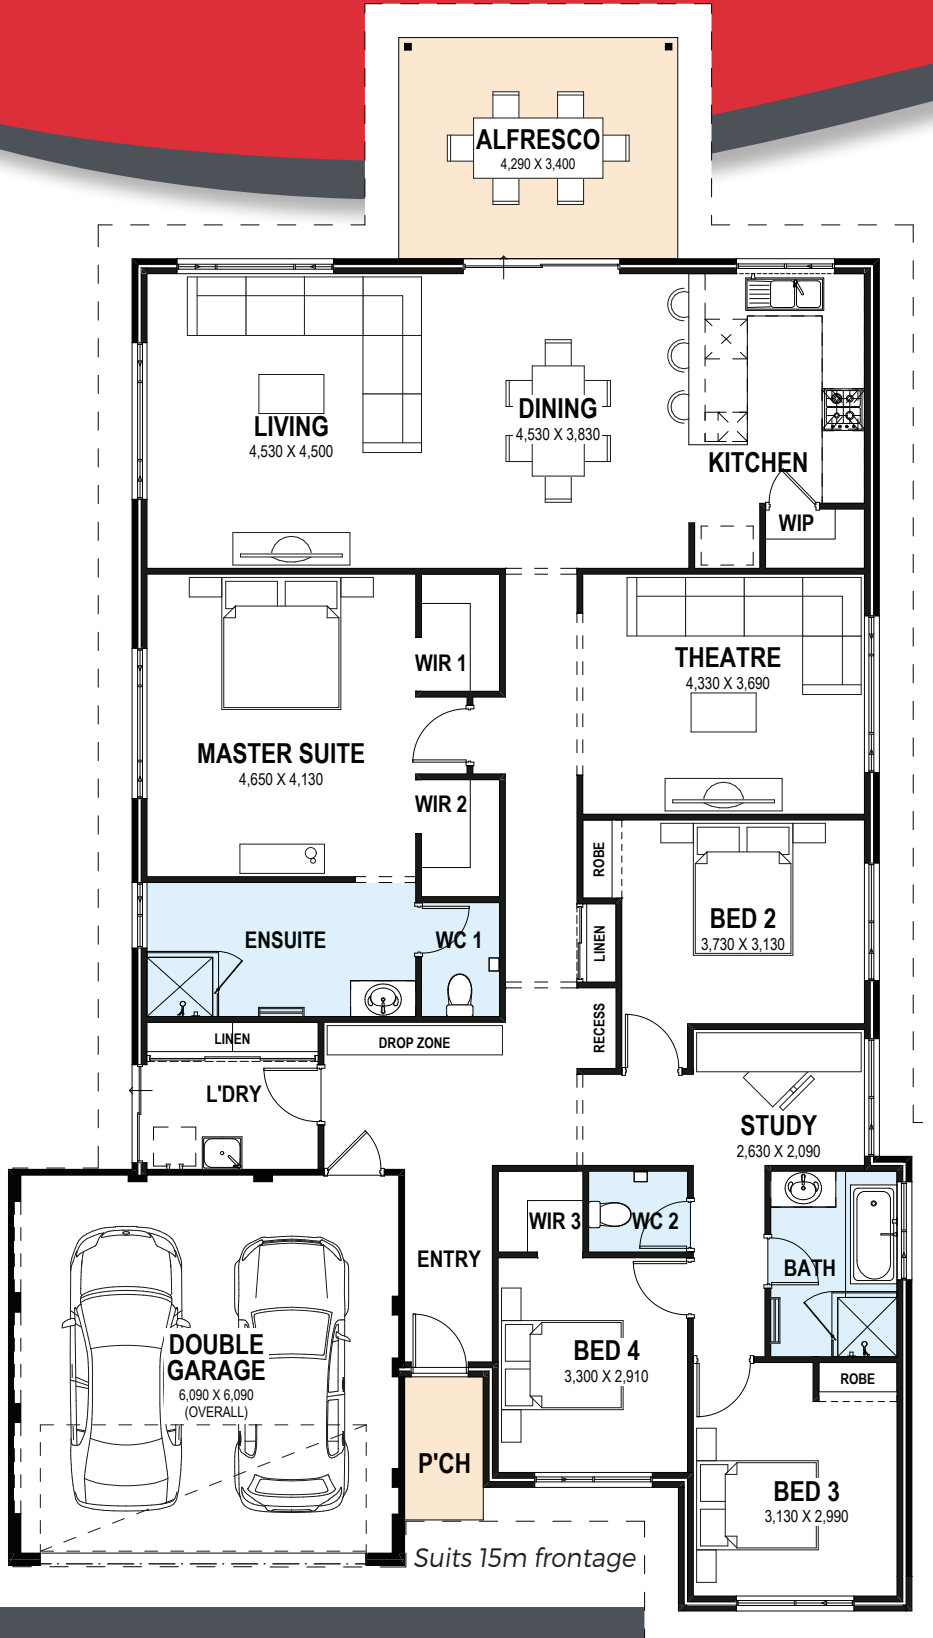 ALFRESCO
4,290 X 3,400
LIVING
4,530 X 4,500
DINING
4,530 X 3,830
KITCHEN
WIP
WIR 1
THEATRE
4,330 X 3,690
MASTER SUITE
4,650 X 4,130
WIR 2
ROBE
BED 2
3,730 X 3,130
ENSUITE
WC 1
LINEN
RECESS
LINEN
DROP ZONE
L'DRY
STUDY
2,630 X 2,090
WIR 3
WC 2
ENTRY
BATH
DOUBLE
GARAGE
6,090 X 6,090
(OVERALL)
BED 4
3,300 X 2,910
ROBE
P'CH
BED 3
3,130 X 2,990
Suits 15m frontage